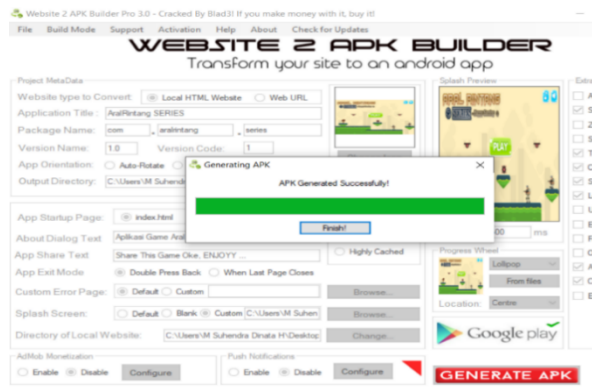 Website 2 APK Builder Pro 3.0 - Cracked By Blad3! If you make money with it, buy it!
File Build Mode Support Activation Help About Check for Updates
WEBSITE 2 APK BUILDER
Transform your site to an android app
Project MetaData
Website type to Convert: Local HTML Website Web URL
Application Title : AralRintang SERIES
Package Name: com . aralrintang . series
Version Name: 1.0 Version Code: 1
App Orientation: Auto-Rotate
Output Directory: C:\Users\M Suhendr
Splash Preview
PLAY
Generating APK
APK Generated Successfully!
Finish!
App Startup Page: index.html
About Dialog Text Aplikasi Game Aral
App Share Text Share This Game Oke, ENJOYY ... Highly Cached
App Exit Mode Double Press Back When Last Page Closes
Custom Error Page: Default Custom Browse...
Splash Screen: Default Blank Custom C:\Users\M Suhen Browse...
Directory of Local Website: C:\Users\M Suhendra Dinata H\Desktop Change...
ms
Progress Wheel
Lollipop
From files
Location: Centre
Google play
AdMob Monetization
Enable Disable Configure
Push Notifications
Enable Disable Configure
GENERATE APK